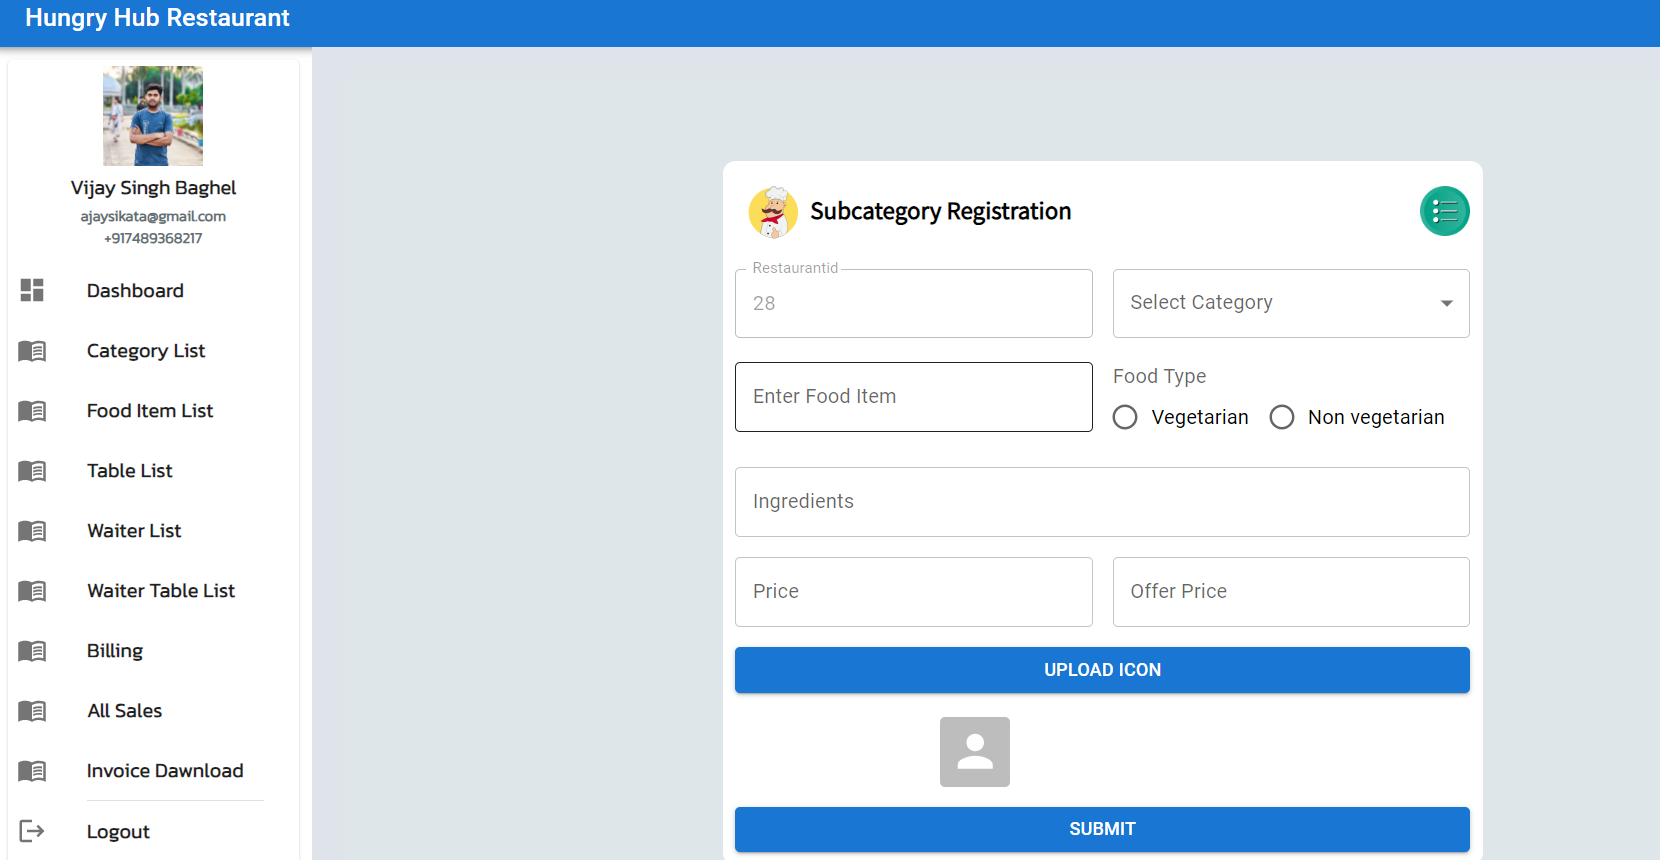 Hungry Hub Restaurant
Vijay Singh Baghel
ajaysikata@gmail.com
+917489368217
Dashboard
Category List
Food Item List
Table List
Waiter List
Waiter Table List
Billing
All Sales
Invoice Dawnload
Logout
Subcategory Registration
Restaurantid
28
Select Category
Enter Food Item
Food Type
Vegetarian
Non vegetarian
Ingredients
Price
Offer Price
UPLOAD ICON
SUBMIT